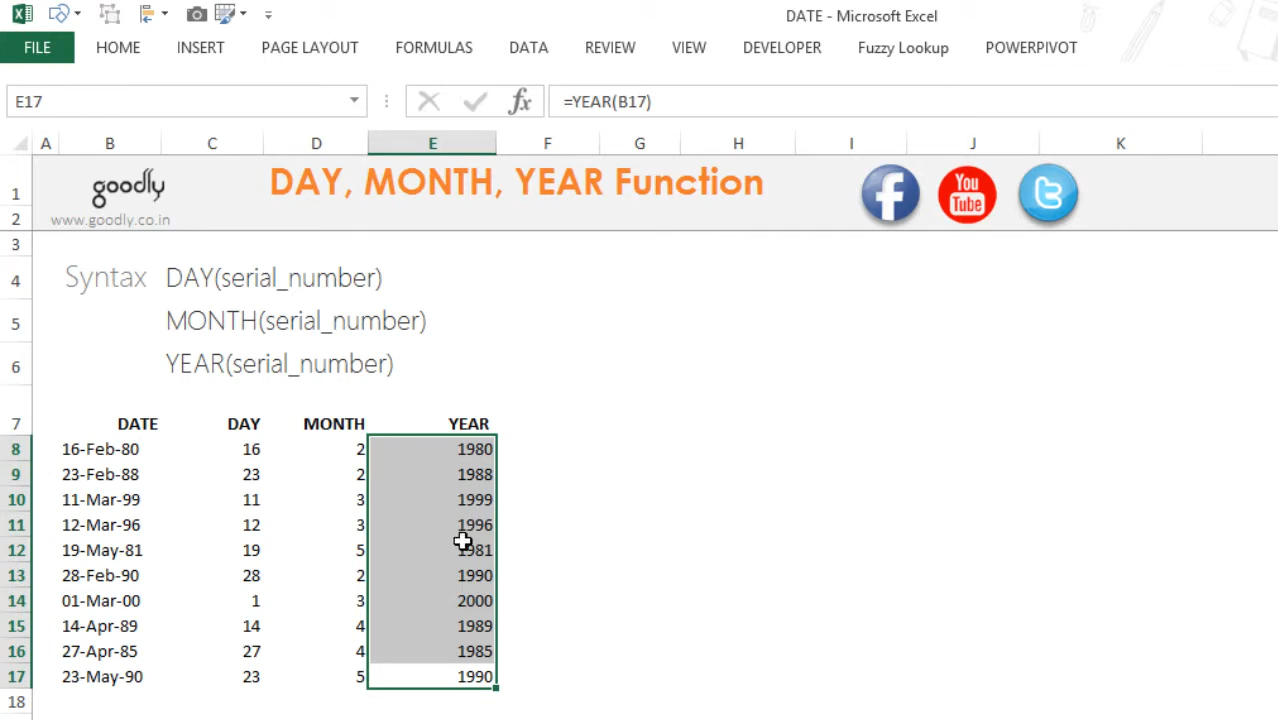 DATE - Microsoft Excel
FILE HOME INSERT PAGE LAYOUT FORMULAS DATA REVIEW VIEW DEVELOPER Fuzzy Lookup POWERPIVOT
E17 fx =YEAR(B17)
A B C D E F G H I J K
1 goodly DAY, MONTH, YEAR Function f You Tube t
2 www.goodly.co.in
3
4 Syntax DAY(serial_number)
5 MONTH(serial_number)
6 YEAR(serial_number)
7 DATE DAY MONTH YEAR
8 16-Feb-80 16 2 1980
9 23-Feb-88 23 2 1988
10 11-Mar-99 11 3 1999
11 12-Mar-96 12 3 1996
12 19-May-81 19 5 1981
13 28-Feb-90 28 2 1990
14 01-Mar-00 1 3 2000
15 14-Apr-89 14 4 1989
16 27-Apr-85 27 4 1985
17 23-May-90 23 5 1990
18